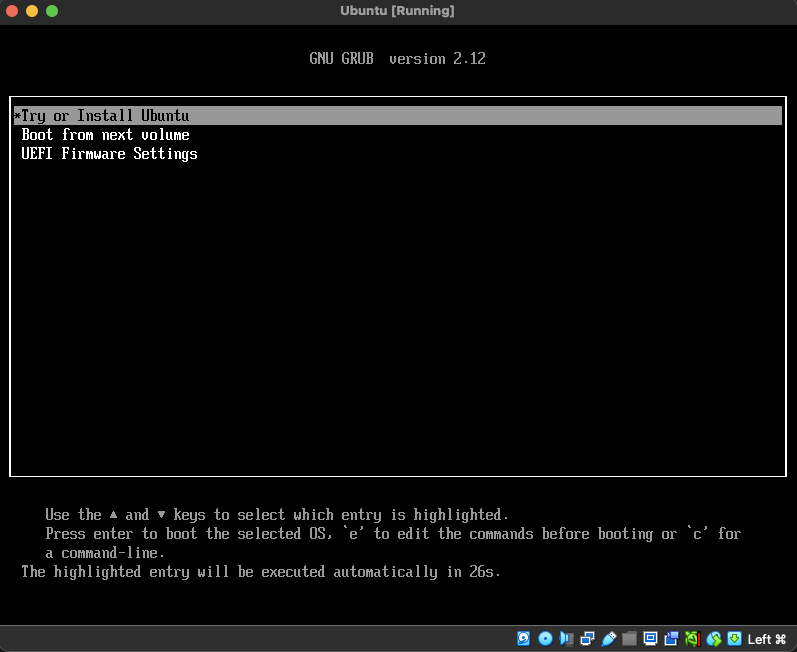 Ubuntu [Running]
GNU GRUB  version 2.12
*Try or Install Ubuntu
Boot from next volume
UEFI Firmware Settings
Use the ▲ and ▼ keys to select which entry is highlighted.
Press enter to boot the selected OS, `e' to edit the commands before booting or `c' for
a command-line.
The highlighted entry will be executed automatically in 26s.
Left ⌘